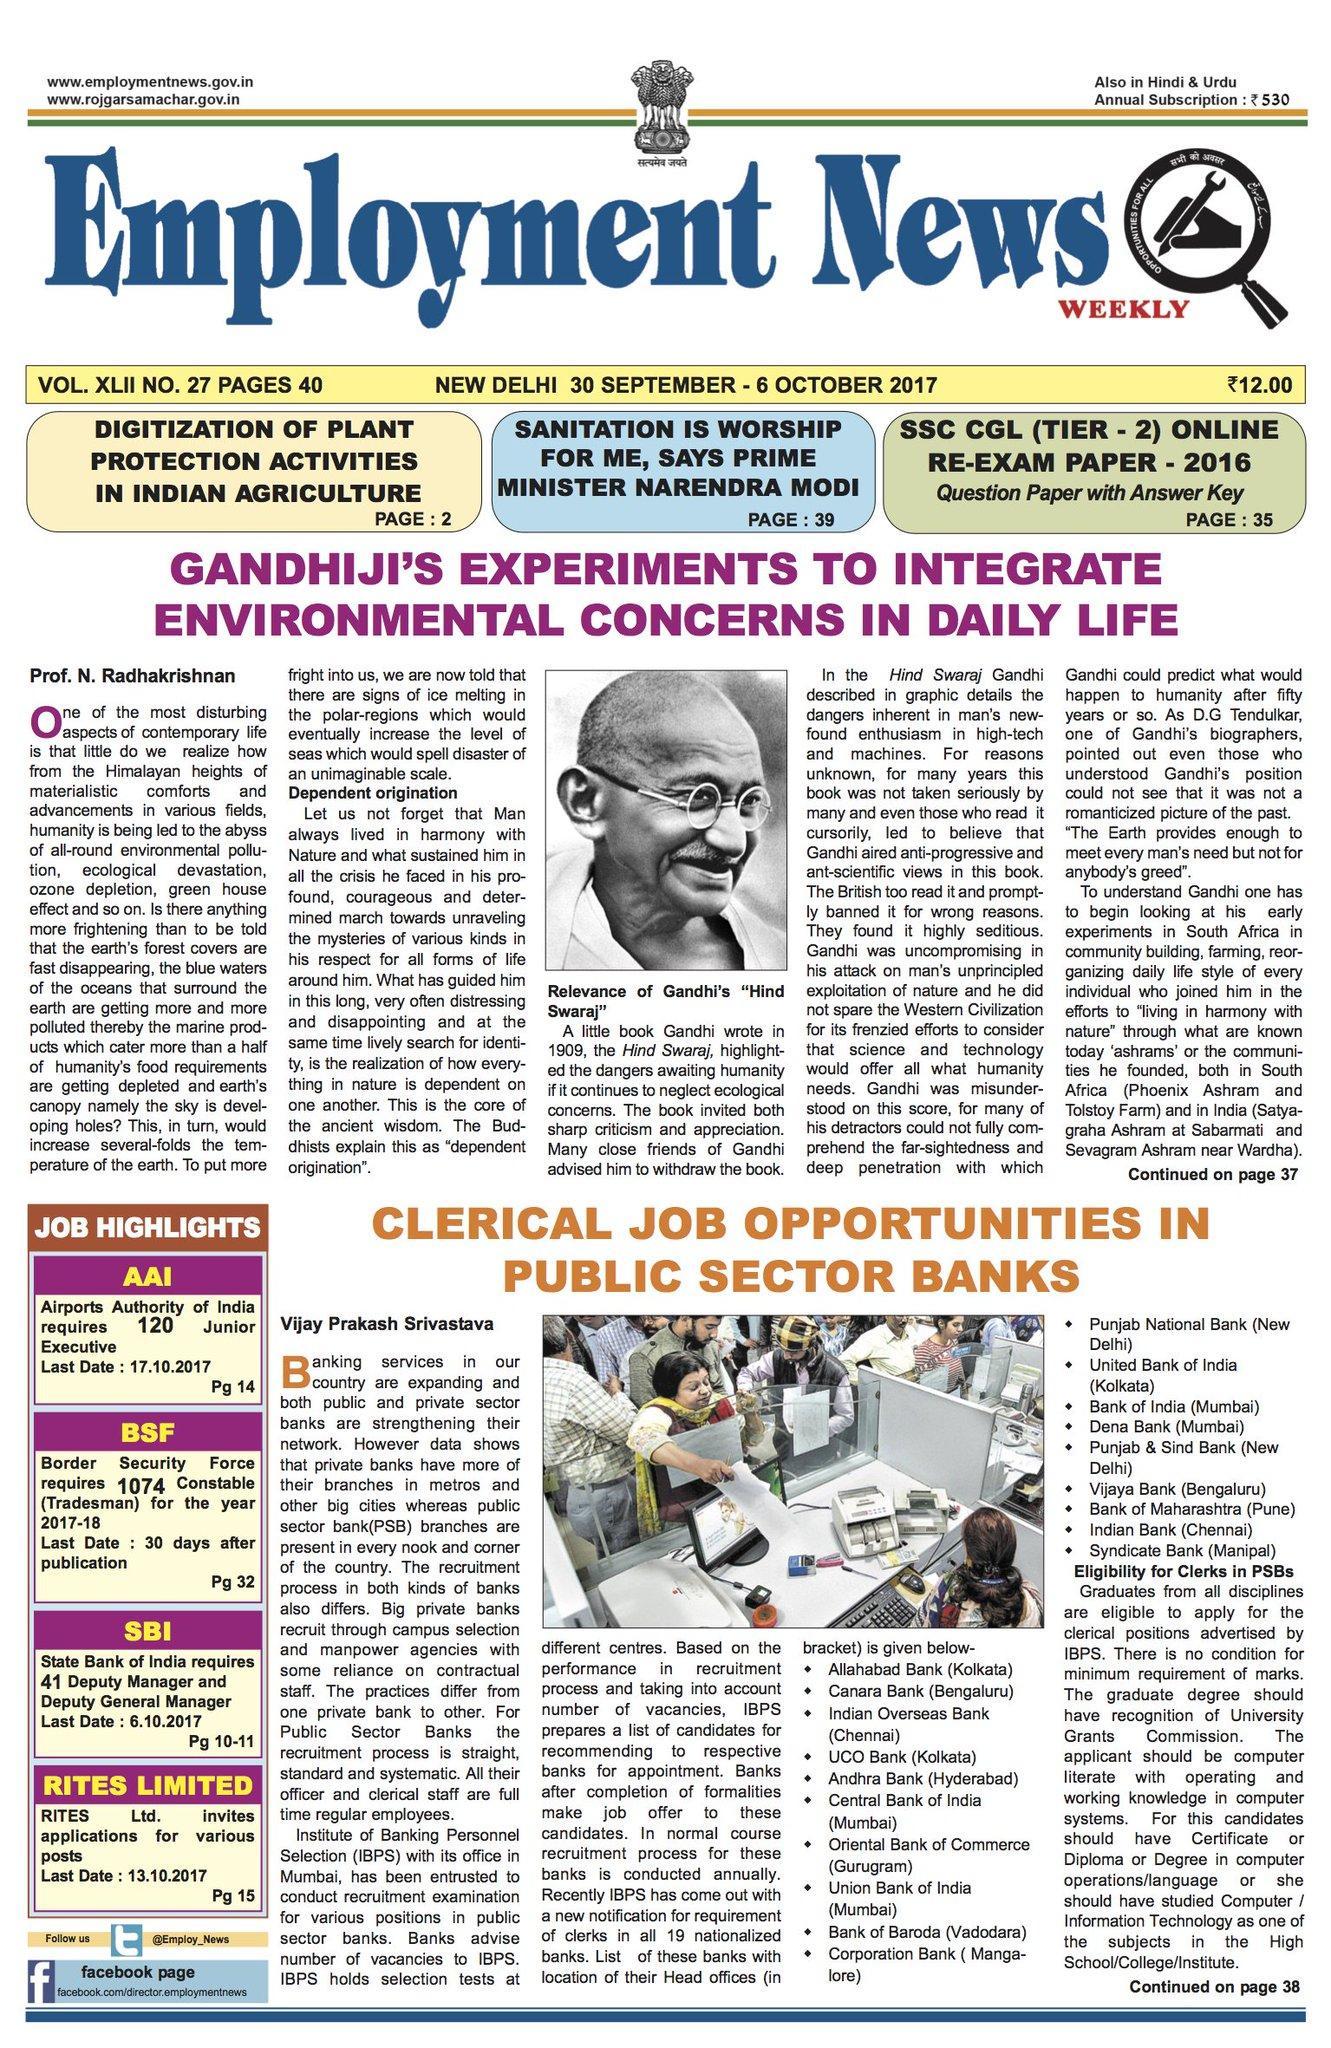 www.employmentnews.gov.in
www.rojgarsamachar.gov.in
सत्यमेव जयते
Also in Hindi & Urdu
Annual Subscription : ₹ 530
Employment News
WEEKLY
OPPORTUNITIES FOR ALL
सभी को अवसर
VOL. XLII NO. 27 PAGES 40 NEW DELHI 30 SEPTEMBER - 6 OCTOBER 2017 ₹12.00
DIGITIZATION OF PLANT
PROTECTION ACTIVITIES
IN INDIAN AGRICULTURE
PAGE : 2
SANITATION IS WORSHIP
FOR ME, SAYS PRIME
MINISTER NARENDRA MODI
PAGE : 39
SSC CGL (TIER - 2) ONLINE
RE-EXAM PAPER - 2016
Question Paper with Answer Key
PAGE : 35
GANDHIJI'S EXPERIMENTS TO INTEGRATE
ENVIRONMENTAL CONCERNS IN DAILY LIFE
Prof. N. Radhakrishnan
One of the most disturbing
aspects of contemporary life
is that little do we realize how
from the Himalayan heights of
materialistic comforts and
advancements in various fields,
humanity is being led to the abyss
of all-round environmental pollu-
tion, ecological devastation,
ozone depletion, green house
effect and so on. Is there anything
more frightening than to be told
that the earth's forest covers are
fast disappearing, the blue waters
of the oceans that surround the
earth are getting more and more
polluted thereby the marine prod-
ucts which cater more than a half
of humanity's food requirements
are getting depleted and earth's
canopy namely the sky is devel-
oping holes? This, in turn, would
increase several-folds the tem-
perature of the earth. To put more
fright into us, we are now told that
there are signs of ice melting in
the polar-regions which would
eventually increase the level of
seas which would spell disaster of
an unimaginable scale.
Dependent origination
Let us not forget that Man
always lived in harmony with
Nature and what sustained him in
all the crisis he faced in his pro-
found, courageous and deter-
mined march towards unraveling
the mysteries of various kinds in
his respect for all forms of life
around him. What has guided him
in this long, very often distressing
and disappointing and at the
same time lively search for identi-
ty, is the realization of how every-
thing in nature is dependent on
one another. This is the core of
the ancient wisdom. The Bud-
dhists explain this as "dependent
origination".
Relevance of Gandhi's "Hind
Swaraj"
A little book Gandhi wrote in
1909, the Hind Swaraj, highlight-
ed the dangers awaiting humanity
if it continues to neglect ecological
concerns. The book invited both
sharp criticism and appreciation.
Many close friends of Gandhi
advised him to withdraw the book.
In the Hind Swaraj Gandhi
described in graphic details the
dangers inherent in man's new-
found enthusiasm in high-tech
and machines. For reasons
unknown, for many years this
book was not taken seriously by
many and even those who read it
cursorily, led to believe that
Gandhi aired anti-progressive and
ant-scientific views in this book.
The British too read it and prompt-
ly banned it for wrong reasons.
They found it highly seditious.
Gandhi was uncompromising in
his attack on man's unprincipled
exploitation of nature and he did
not spare the Western Civilization
for its frenzied efforts to consider
that science and technology
would offer all what humanity
needs. Gandhi was misunder-
stood on this score, for many of
his detractors could not fully com-
prehend the far-sightedness and
deep penetration with which
Gandhi could predict what would
happen to humanity after fifty
years or so. As D.G Tendulkar,
one of Gandhi's biographers,
pointed out even those who
understood Gandhi's position
could not see that it was not a
romanticized picture of the past.
"The Earth provides enough to
meet every man's need but not for
anybody's greed".
To understand Gandhi one has
to begin looking at his early
experiments in South Africa in
community building, farming, reor-
ganizing daily life style of every
individual who joined him in the
efforts to "living in harmony with
nature" through what are known
today 'ashrams' or the communi-
ties he founded, both in South
Africa (Phoenix Ashram and
Tolstoy Farm) and in India (Satya-
graha Ashram at Sabarmati and
Sevagram Ashram near Wardha).
Continued on page 37
JOB HIGHLIGHTS
AAI
Airports Authority of India
requires 120 Junior
Executive
Last Date : 17.10.2017
Pg 14
BSF
Border Security Force
requires 1074 Constable
(Tradesman) for the year
2017-18
Last Date : 30 days after
publication
Pg 32
SBI
State Bank of India requires
41 Deputy Manager and
Deputy General Manager
Last Date : 6.10.2017
Pg 10-11
RITES LIMITED
RITES Ltd. invites
applications for various
posts
Last Date : 13.10.2017
Pg 15
Follow us @Employ_News
facebook page
facebook.com/director.employmentnews
CLERICAL JOB OPPORTUNITIES IN
PUBLIC SECTOR BANKS
Vijay Prakash Srivastava
Banking services in our
country are expanding and
both public and private sector
banks are strengthening their
network. However data shows
that private banks have more of
their branches in metros and
other big cities whereas public
sector bank(PSB) branches are
present in every nook and corner
of the country. The recruitment
process in both kinds of banks
also differs. Big private banks
recruit through campus selection
and manpower agencies with
some reliance on contractual
staff. The practices differ from
one private bank to other. For
Public Sector Banks the
recruitment process is straight,
standard and systematic. All their
officer and clerical staff are full
time regular employees.
Institute of Banking Personnel
Selection (IBPS) with its office in
Mumbai, has been entrusted to
conduct recruitment examination
for various positions in public
sector banks. Banks advise
number of vacancies to IBPS.
IBPS holds selection tests at
different centres. Based on the
performance in recruitment
process and taking into account
number of vacancies, IBPS
prepares a list of candidates for
recommending to respective
banks for appointment. Banks
after completion of formalities
make job offer to these
candidates. In normal course
recruitment process for these
banks is conducted annually.
Recently IBPS has come out with
a new notification for requirement
of clerks in all 19 nationalized
banks. List of these banks with
location of their Head offices (in
bracket) is given below-
◆ Allahabad Bank (Kolkata)
◆ Canara Bank (Bengaluru)
◆ Indian Overseas Bank
(Chennai)
◆ UCO Bank (Kolkata)
◆ Andhra Bank (Hyderabad)
◆ Central Bank of India
(Mumbai)
◆ Oriental Bank of Commerce
(Gurugram)
◆ Union Bank of India
(Mumbai)
◆ Bank of Baroda (Vadodara)
◆ Corporation Bank ( Manga-
lore)
◆ Punjab National Bank (New
Delhi)
◆ United Bank of India
(Kolkata)
◆ Bank of India (Mumbai)
◆ Dena Bank (Mumbai)
◆ Punjab & Sind Bank (New
Delhi)
◆ Vijaya Bank (Bengaluru)
◆ Bank of Maharashtra (Pune)
◆ Indian Bank (Chennai)
◆ Syndicate Bank (Manipal)
Eligibility for Clerks in PSBs
Graduates from all disciplines
are eligible to apply for the
clerical positions advertised by
IBPS. There is no condition for
minimum requirement of marks.
The graduate degree should
have recognition of University
Grants Commission. The
applicant should be computer
literate with operating and
working knowledge in computer
systems. For this candidates
should have Certificate or
Diploma or Degree in computer
operations/language or she
should have studied Computer /
Information Technology as one of
the subjects in the High
School/College/Institute.
Continued on page 38